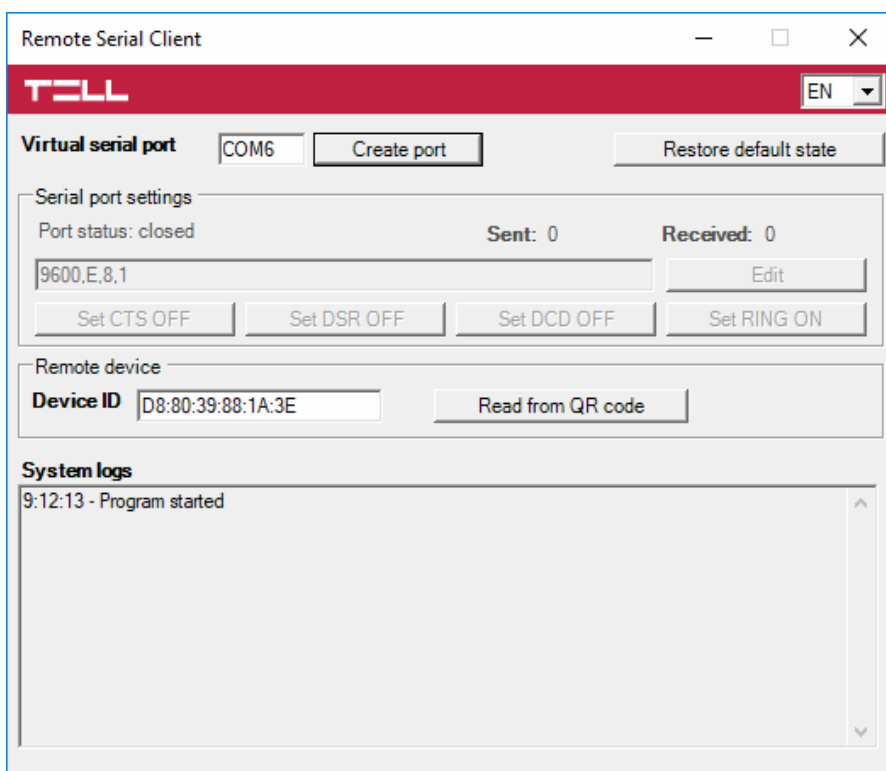 Remote Serial Client
TELL EN
Virtual serial port COM6 Create port Restore default state
Serial port settings
Port status: closed Sent: 0 Received: 0
9600,E,8,1 Edit
Set CTS OFF Set DSR OFF Set DCD OFF Set RING ON
Remote device
Device ID D8:80:39:88:1A:3E Read from QR code
System logs
9:12:13 - Program started